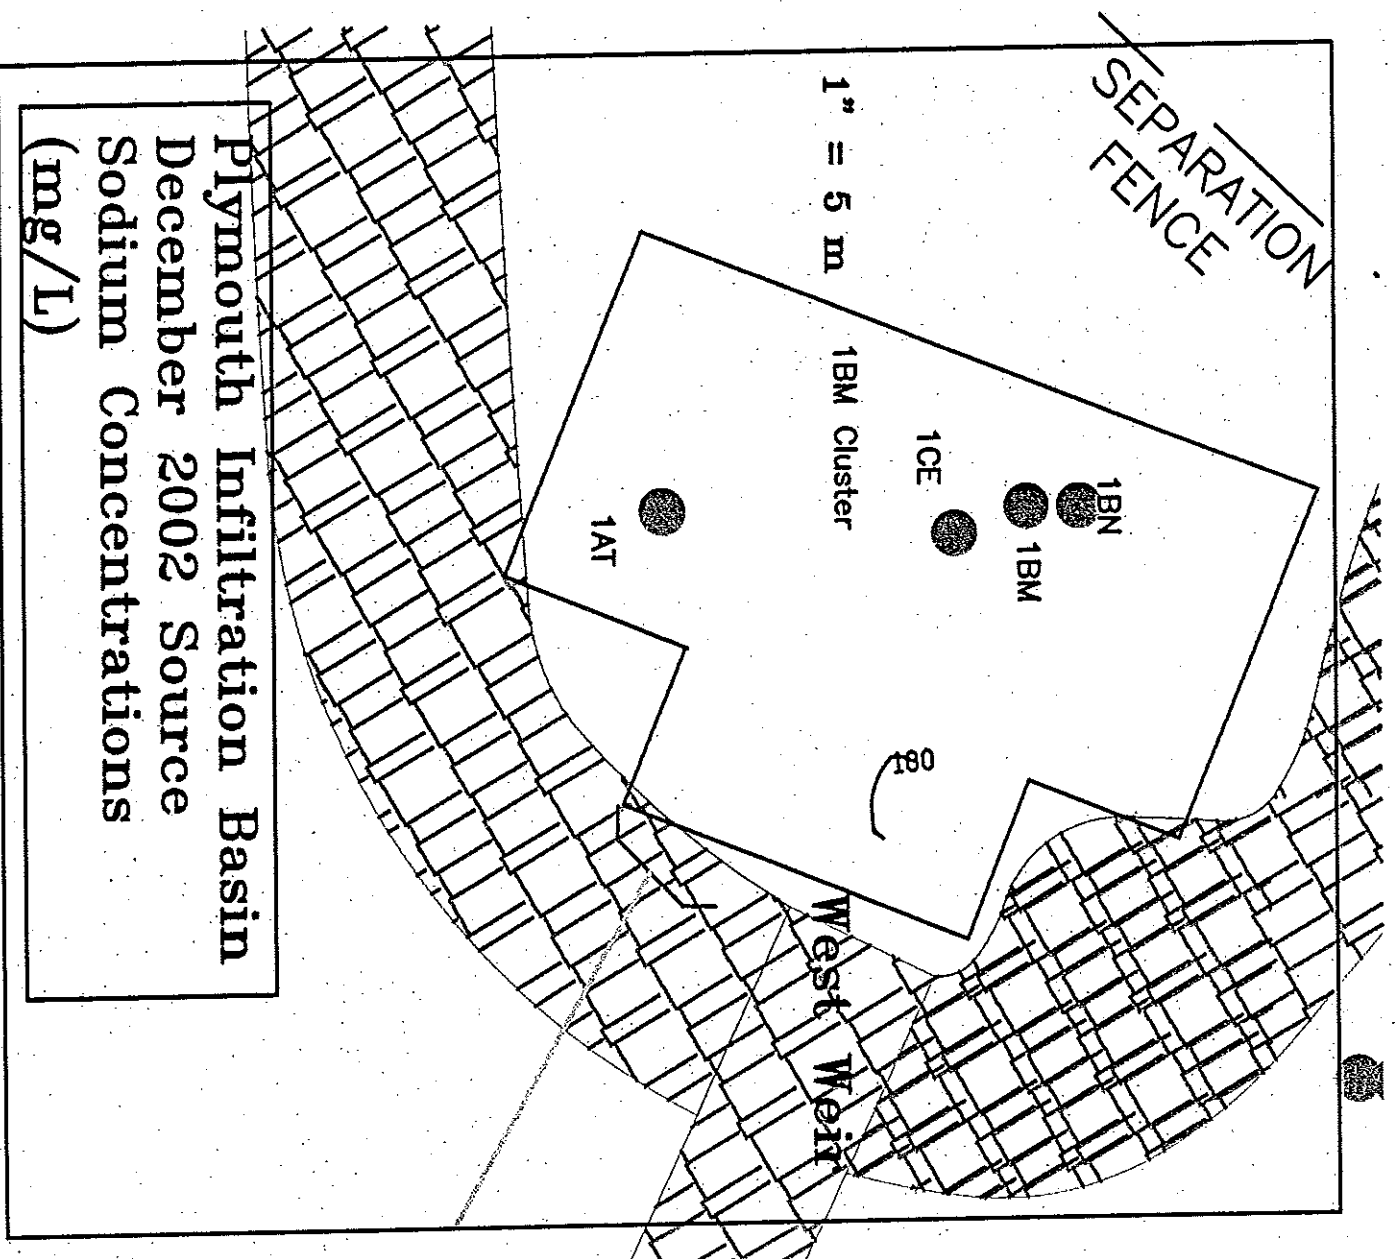 SEPARATION
FENCE
1" = 5 m
1BN
1BM
1CE
1BM Cluster
1AT
180
West Weir
Plymouth Infiltration Basin
December 2002 Source
Sodium Concentrations
(mg/L)